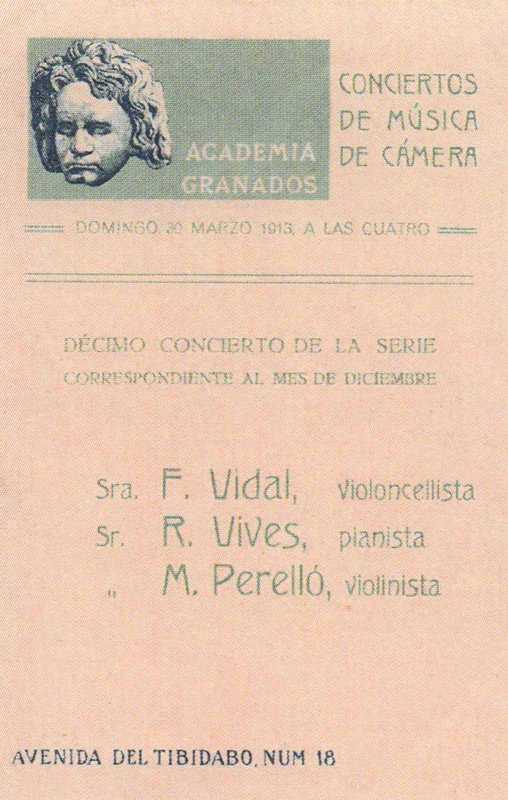 ACADEMIA
GRANADOS
CONCIERTOS
DE MÚSICA
DE CÁMERA
DOMINGO 30 MARZO 1913, A LAS CUATRO
DÉCIMO CONCIERTO DE LA SERIE
CORRESPONDIENTE AL MES DE DICIEMBRE
Sra. F. Vidal, violoncellista
Sr. R. Vives, pianista
„ M. Perelló, violinista
AVENIDA DEL TIBIDABO, NUM 18